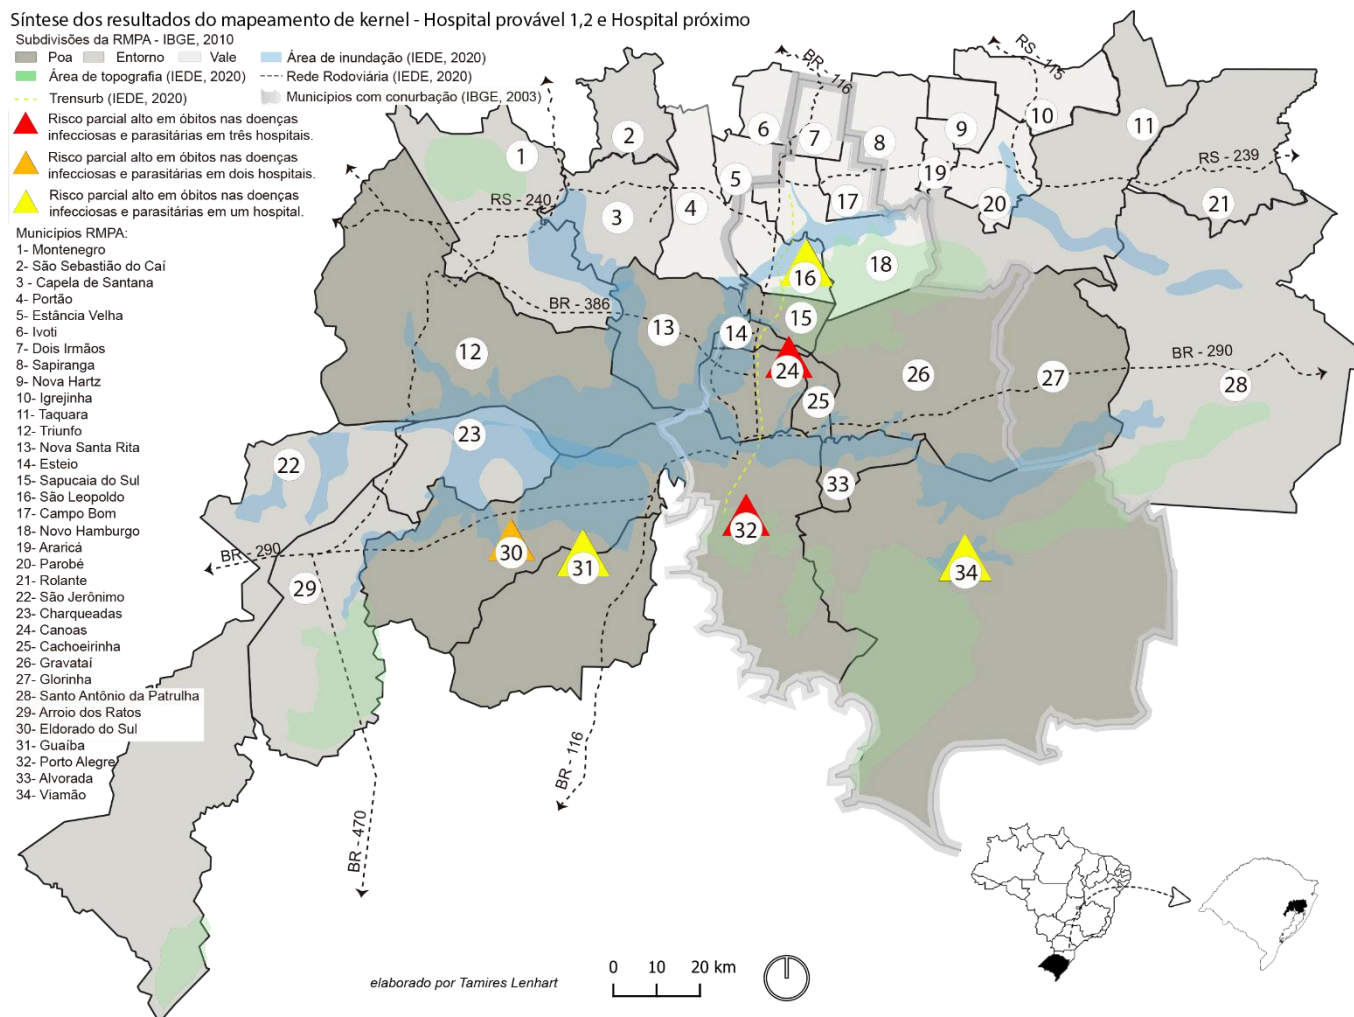 Síntese dos resultados do mapeamento de kernel - Hospital provável 1,2 e Hospital próximo
Subdivisões da RMPA - IBGE, 2010
Poa
Entorno
Vale
Área de inundação (IEDE, 2020)
Área de topografia (IEDE, 2020)
Rede Rodoviária (IEDE, 2020)
Trensurb (IEDE, 2020)
Municípios com conurbação (IBGE, 2003)
Risco parcial alto em óbitos nas doenças
infecciosas e parasitárias em três hospitais.
Risco parcial alto em óbitos nas doenças
infecciosas e parasitárias em dois hospitais.
Risco parcial alto em óbitos nas doenças
infecciosas e parasitárias em um hospital.
Municípios RMPA:
1- Montenegro
2- São Sebastião do Caí
3 - Capela de Santana
4- Portão
5- Estância Velha
6- Ivoti
7- Dois Irmãos
8- Sapiranga
9- Nova Hartz
10- Igrejinha
11- Taquara
12- Triunfo
13- Nova Santa Rita
14- Esteio
15- Sapucaia do Sul
16- São Leopoldo
17- Campo Bom
18- Novo Hamburgo
19- Araricá
20- Parobé
21- Rolante
22- São Jerônimo
23- Charqueadas
24- Canoas
25- Cachoeirinha
26- Gravataí
27- Glorinha
28- Santo Antônio da Patrulha
29- Arroio dos Ratos
30- Eldorado do Sul
31- Guaíba
32- Porto Alegre
33- Alvorada
34- Viamão
BR - 116
RS - 115
1
2
3
4
5
6
7
8
9
10
11
RS - 239
RS - 240
17
19
20
21
16
18
BR - 386
12
13
14
15
24
25
26
27
BR - 290
28
22
23
33
32
30
31
34
BR - 290
29
BR - 116
BR - 470
0 10 20 km
elaborado por Tamires Lenhart